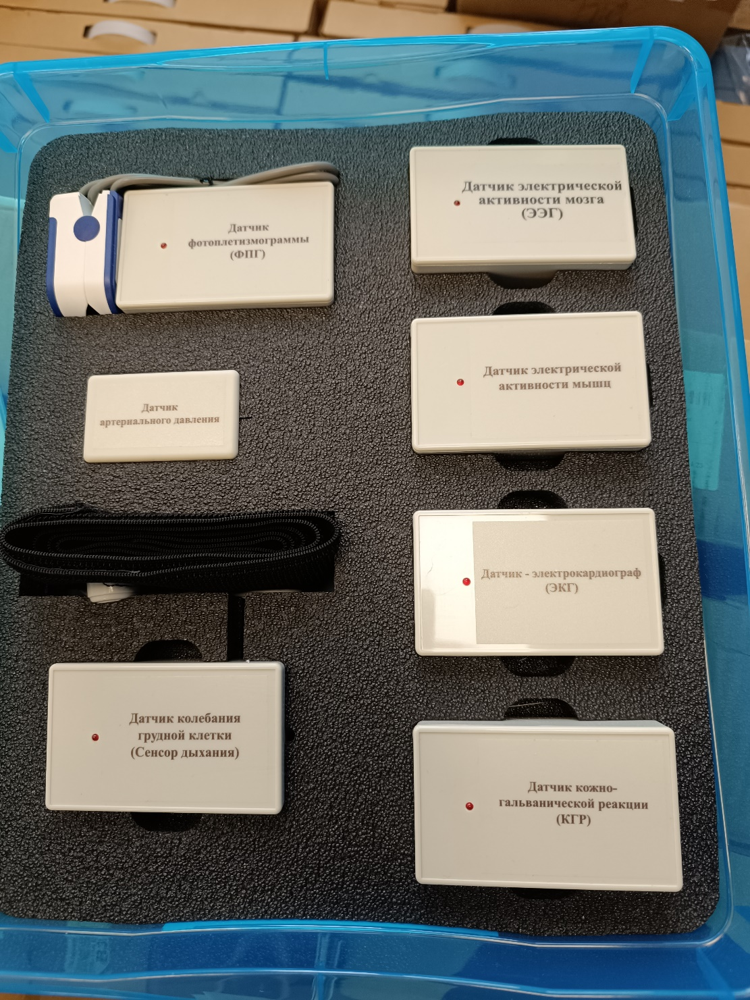 Датчик
фотоплетизмограммы
(ФПГ)
Датчик электрической
активности мозга
(ЭЭГ)
Датчик
артериального давления
Датчик электрической
активности мышц
Датчик - электрокардиограф
(ЭКГ)
Датчик колебания
грудной клетки
(Сенсор дыхания)
Датчик кожно-
гальванической реакции
(КГР)